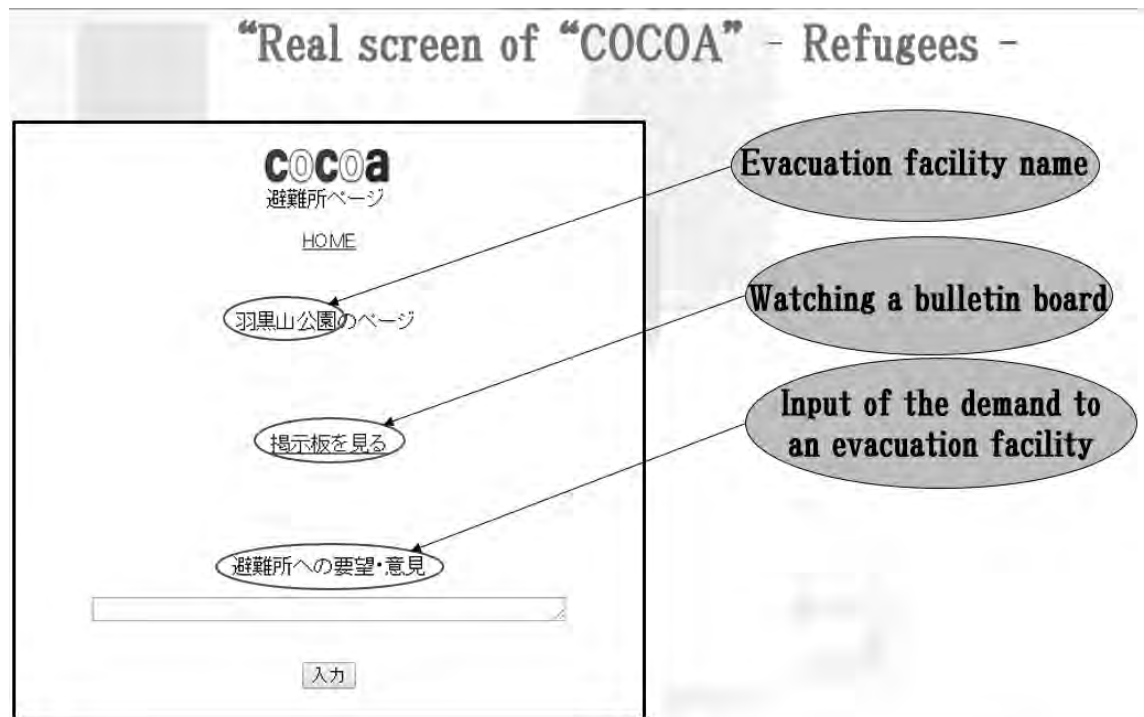 “Real screen of “COCOA” - Refugees -
cocoa
避難所ページ
HOME
羽黒山公園のページ
掲示板を見る
避難所への要望・意見
入力
Evacuation facility name
Watching a bulletin board
Input of the demand to
an evacuation facility